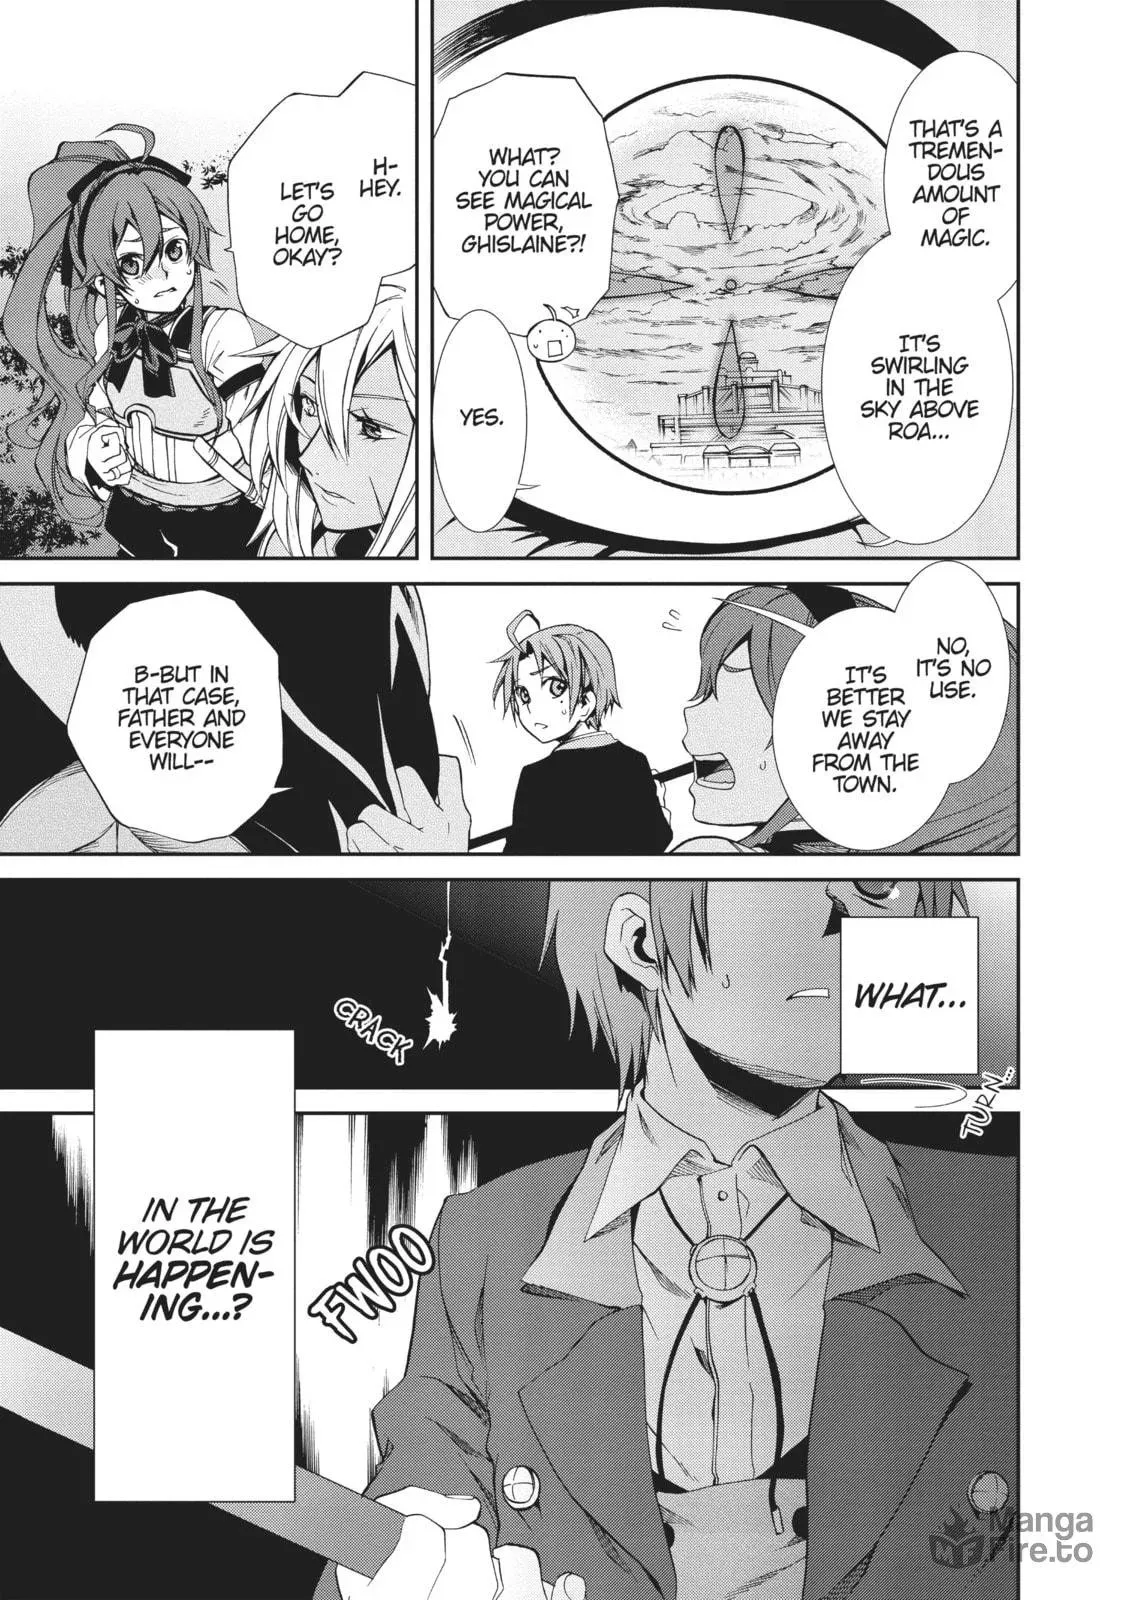 THAT'S A
TREMEN-
DOUS
AMOUNT
OF
MAGIC.
IT'S
SWIRLING
IN THE
SKY ABOVE
ROA...
WHAT?
YOU CAN
SEE MAGICAL
POWER,
GHISLAINE?!
YES.
H-
HEY.
LET'S
GO
HOME,
OKAY?
NO,
IT'S NO
USE.
IT'S
BETTER
WE STAY
AWAY
FROM THE
TOWN.
B-BUT IN
THAT CASE,
FATHER AND
EVERYONE
WILL--
WHAT...
TURN...
CRACK
IN THE
WORLD IS
HAPPEN-
ING...?
FWOO
Manga
Fire.to